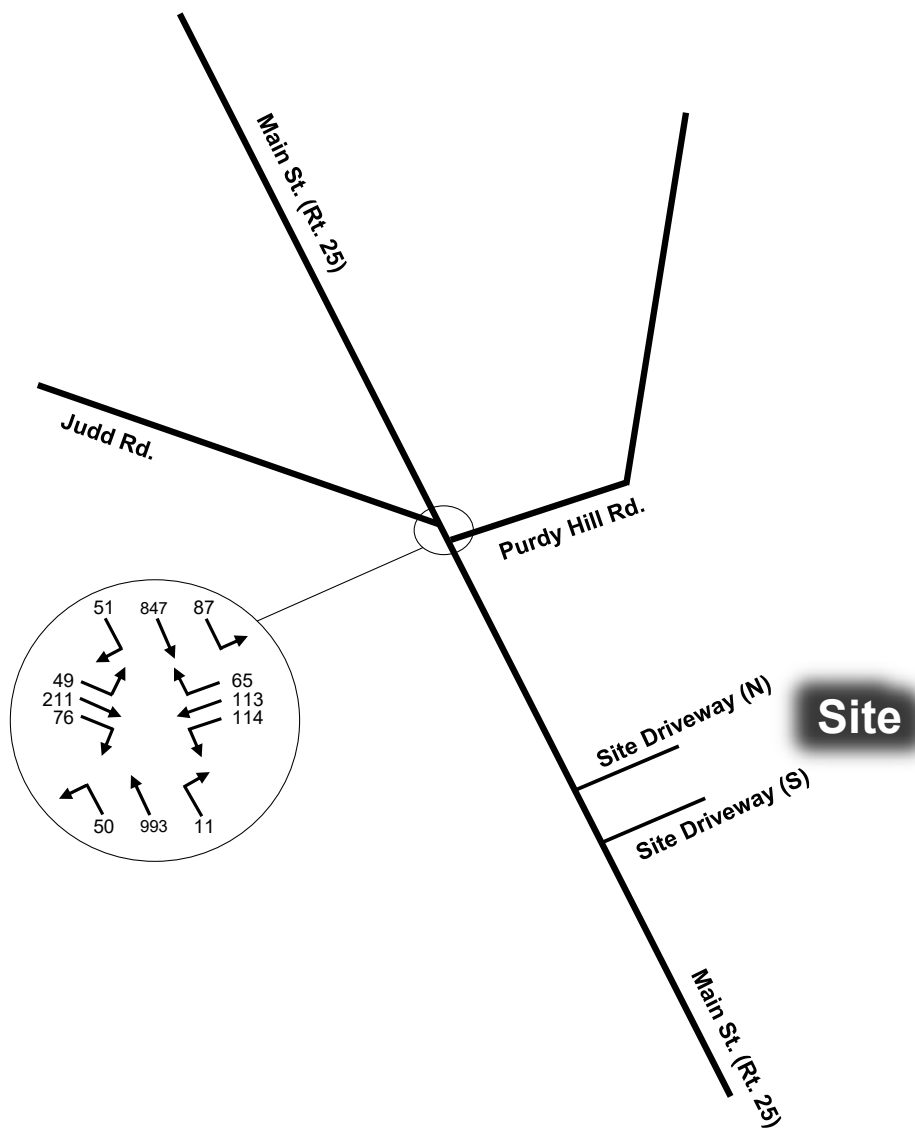 Main St. (Rt. 25)
Judd Rd.
Purdy Hill Rd.
51 847 87
49 65
211 113
76 114
50 993 11
Site Driveway (N)
Site
Site Driveway (S)
Main St. (Rt. 25)